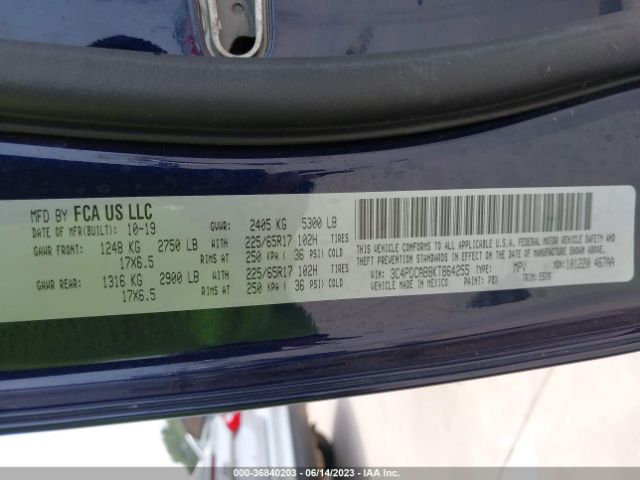 MFD BY FCA US LLC
DATE OF MFR(BUILT): 10-19 GVWR: 2405 KG 5300 LB
GAWR FRONT: 1248 KG 2750 LB WITH 225/65R17 102H TIRES
17X6.5 RIMS AT 250 KPA ( 36 PSI) COLD
GAWR REAR: 1316 KG 2900 LB WITH 225/65R17 102H TIRES
17X6.5 RIMS AT 250 KPA ( 36 PSI) COLD
THIS VEHICLE CONFORMS TO ALL APPLICABLE U.S.A. FEDERAL MOTOR VEHICLE SAFETY,
BUMPER AND THEFT PREVENTION STANDARDS IN EFFECT ON THE DATE OF MANUFACTURE SHOWN ABOVE.
VIN: 3C4PDCAB8KT864255 TYPE: MPV MDH: 101220 467AA
VEHICLE MADE IN MEXICO PAINT: PBX TRIM:
000-36840203 - 06/14/2023 - IAA Inc.